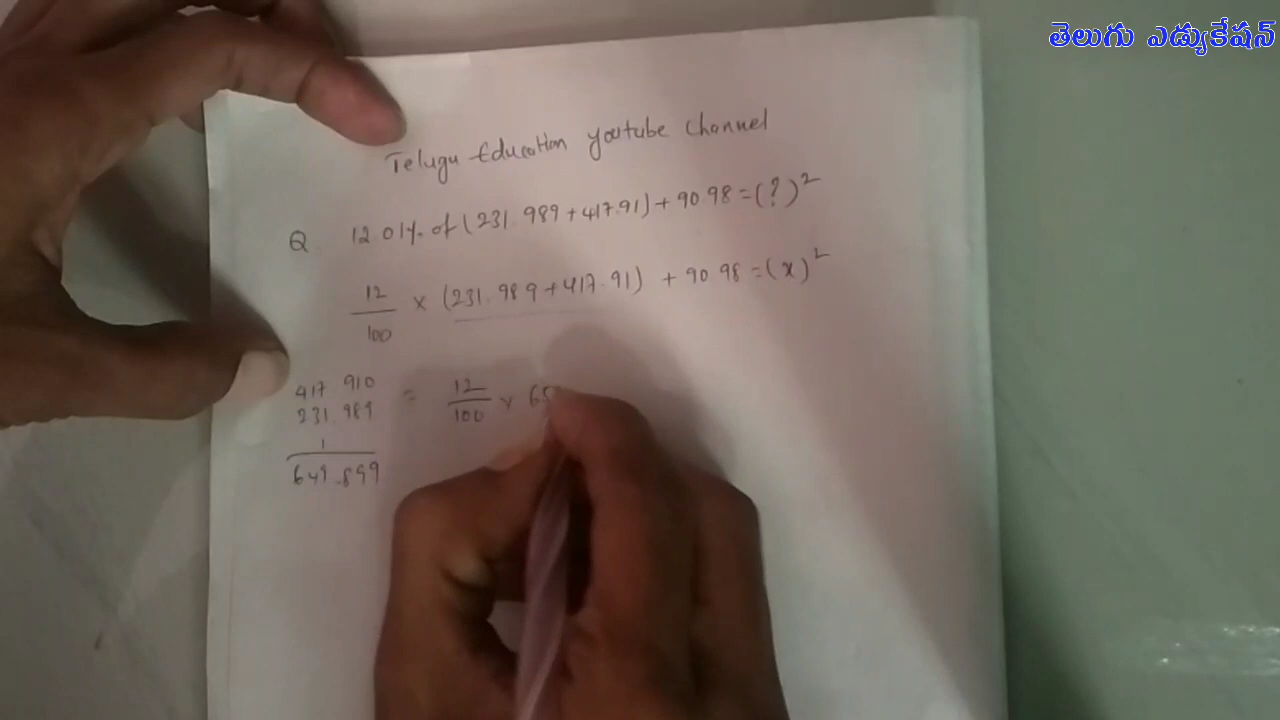 తెలుగు ఎడ్యుకేషన్
Telugu Education youtube channel
Q 12 01%. of (231.989+417.91)+90.98=(?)²
12/100 × (231.989+417.91) + 90.98=(x)²
417 910 = 12/100 × 65
231.989
1
649.899